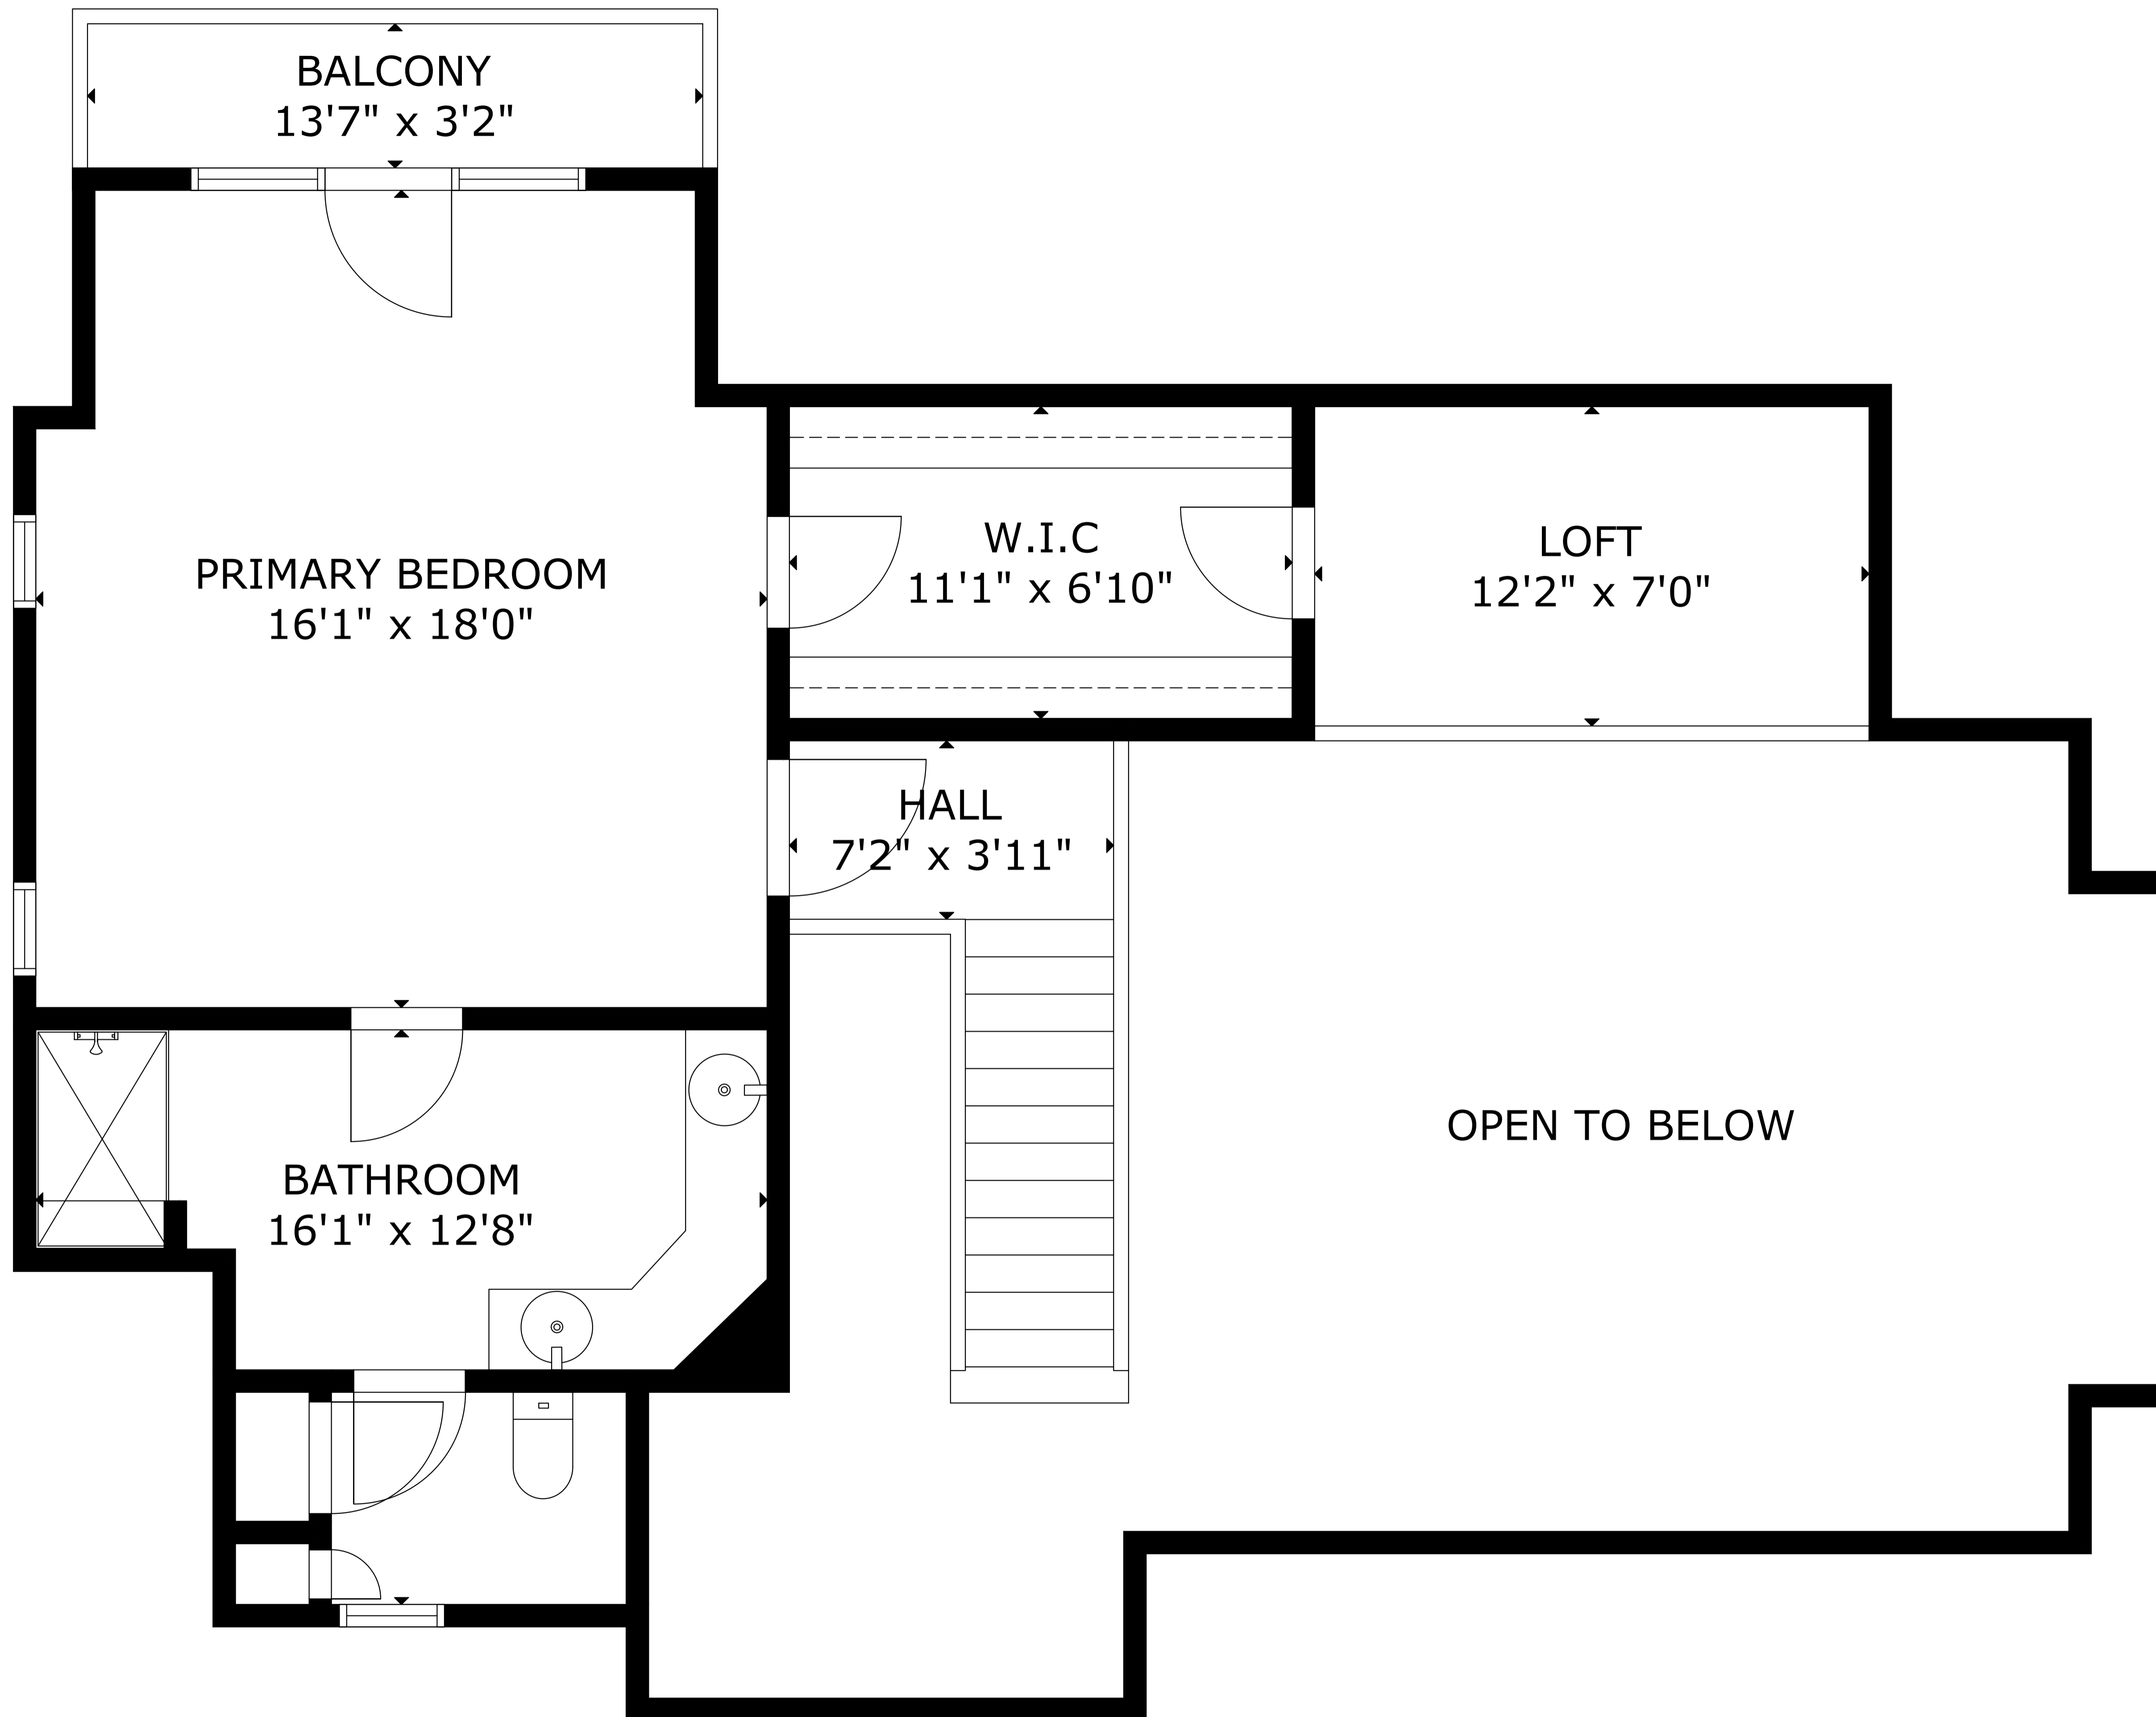 BALCONY
13'7" x 3'2"
PRIMARY BEDROOM
16'1" x 18'0"
W.I.C
11'1" x 6'10"
LOFT
12'2" x 7'0"
HALL
7'2" x 3'11"
OPEN TO BELOW
BATHROOM
16'1" x 12'8"